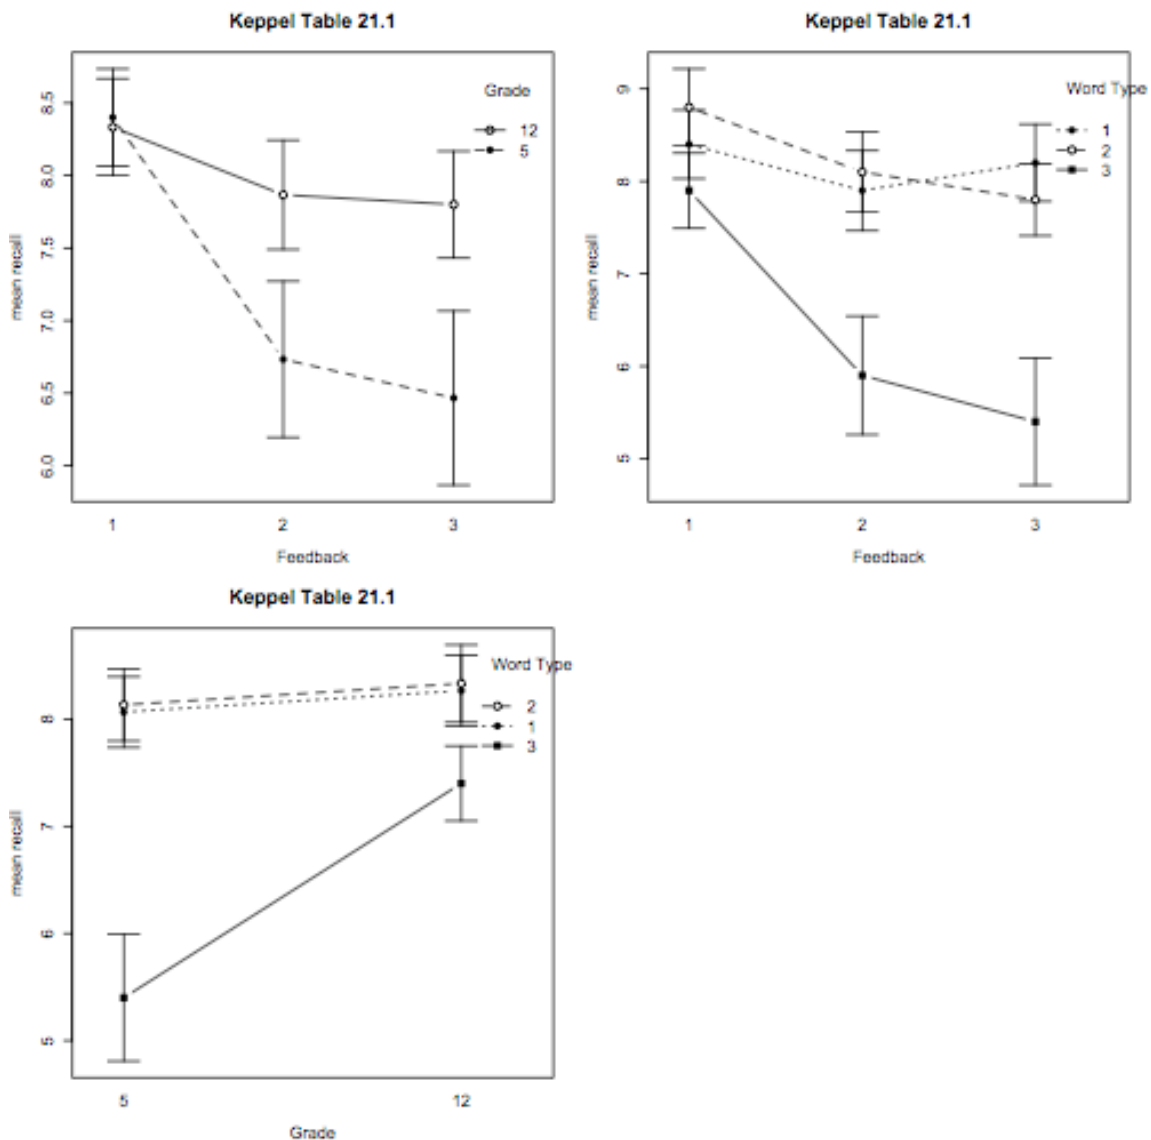 Keppel Table 21.1
mean recall
8.5
8.0
7.5
7.0
6.5
6.0
Grade
12
5
1 2 3
Feedback
Keppel Table 21.1
mean recall
9
8
7
6
5
Word Type
1
2
3
1 2 3
Feedback
Keppel Table 21.1
mean recall
8
7
6
5
Word Type
2
1
3
5 12
Grade